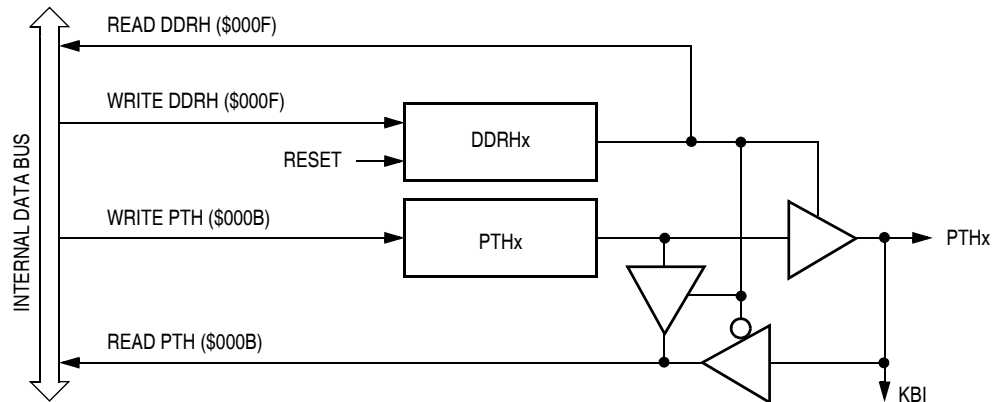 READ DDRH ($000F)
WRITE DDRH ($000F)
DDRHx
RESET
INTERNAL DATA BUS
WRITE PTH ($000B)
PTHx
PTHx
READ PTH ($000B)
KBI